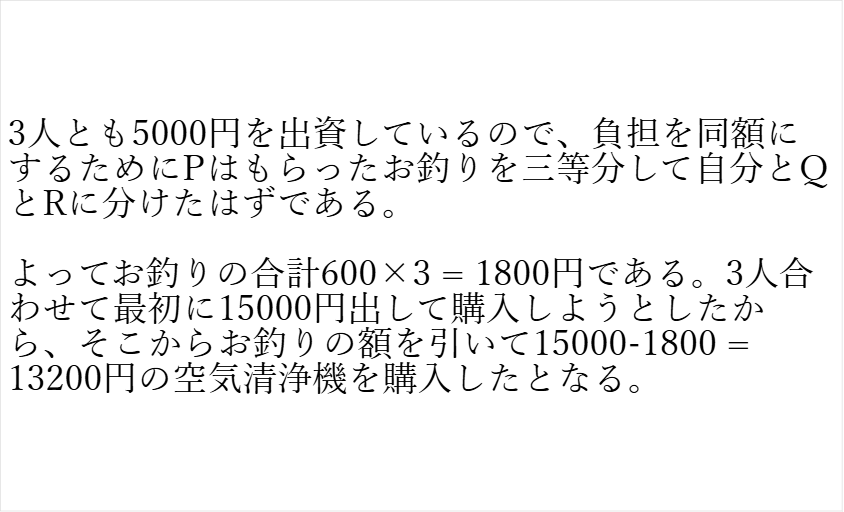 3人とも5000円を出資しているので、負担を同額に
するためにPはもらったお釣りを三等分して自分とQ
とRに分けたはずである。
よってお釣りの合計600×3 = 1800円である。3人合
わせて最初に15000円出して購入しようとしたか
ら、そこからお釣りの額を引いて15000-1800 =
13200円の空気清浄機を購入したとなる。